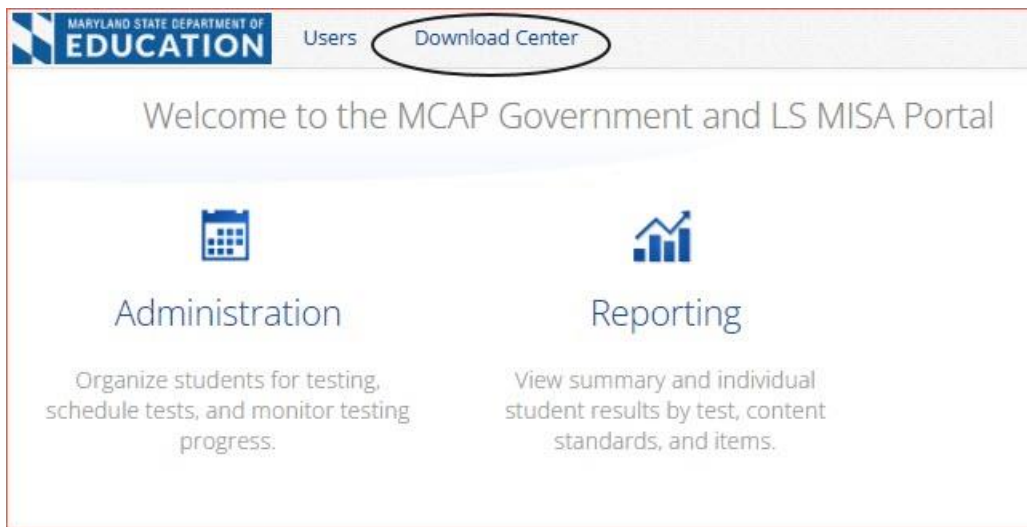 MARYLAND STATE DEPARTMENT OF
EDUCATION
Users
Download Center
Welcome to the MCAP Government and LS MISA Portal
Administration
Organize students for testing,
schedule tests, and monitor testing
progress.
Reporting
View summary and individual
student results by test, content
standards, and items.